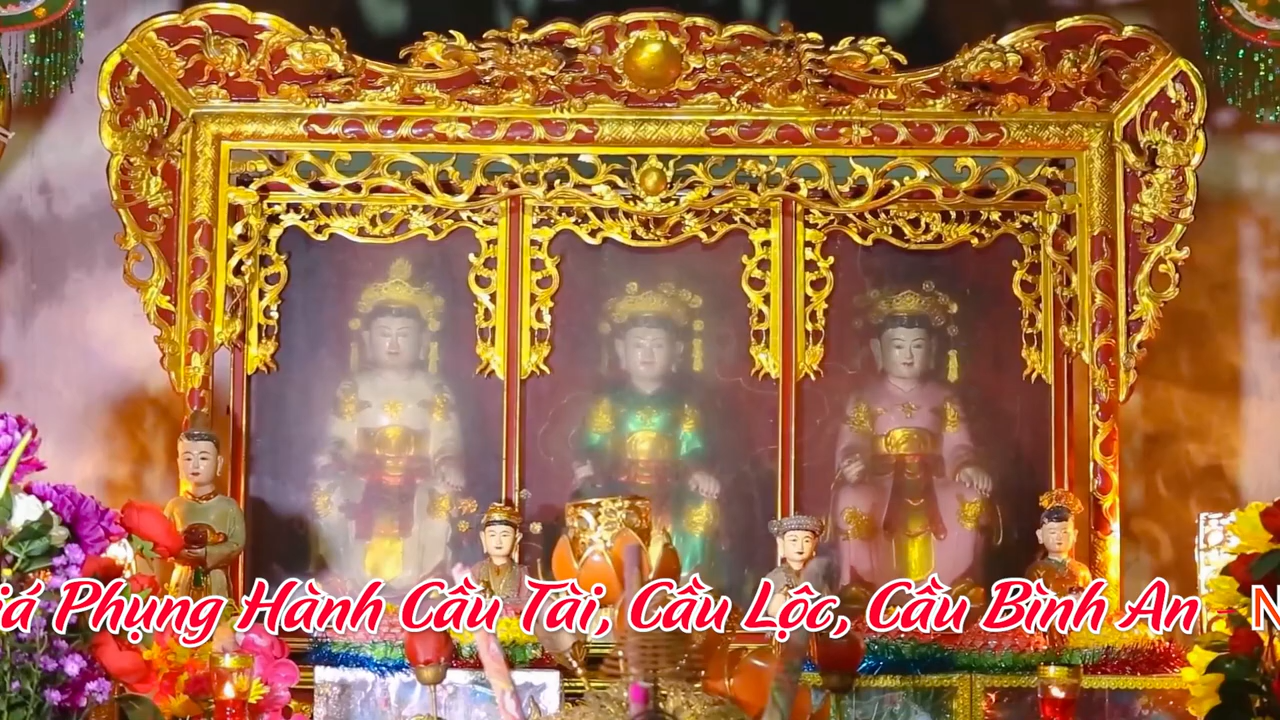 Phụng Hành Cầu Tài, Cầu Lộc, Cầu Bình An -